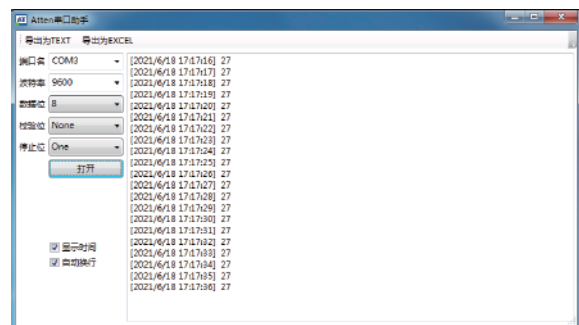 Atten串口助手
导出为TEXT 导出为EXCEL
端口名 COM3
波特率 9600
数据位 8
校验位 None
停止位 One
打开
显示时间
自动换行
[2021/6/18 17:17:16] 27
[2021/6/18 17:17:17] 27
[2021/6/18 17:17:18] 27
[2021/6/18 17:17:19] 27
[2021/6/18 17:17:20] 27
[2021/6/18 17:17:21] 27
[2021/6/18 17:17:22] 27
[2021/6/18 17:17:23] 27
[2021/6/18 17:17:24] 27
[2021/6/18 17:17:25] 27
[2021/6/18 17:17:26] 27
[2021/6/18 17:17:27] 27
[2021/6/18 17:17:28] 27
[2021/6/18 17:17:29] 27
[2021/6/18 17:17:30] 27
[2021/6/18 17:17:31] 27
[2021/6/18 17:17:32] 27
[2021/6/18 17:17:33] 27
[2021/6/18 17:17:34] 27
[2021/6/18 17:17:35] 27
[2021/6/18 17:17:36] 27